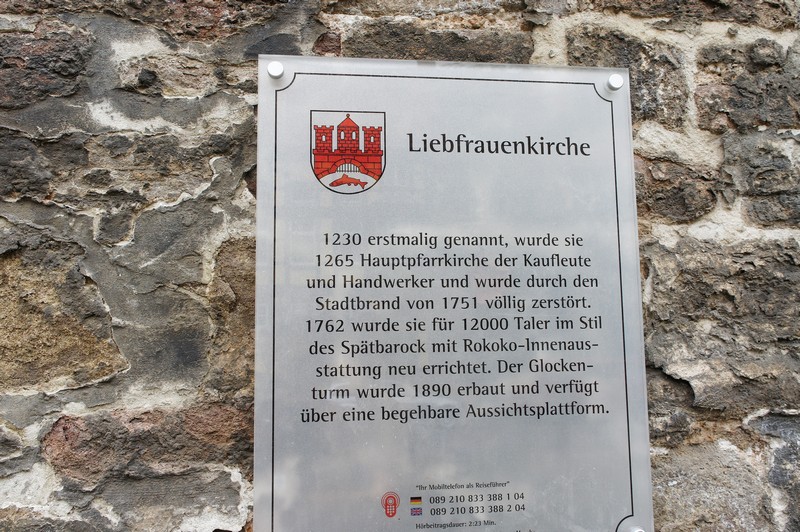 Liebfrauenkirche
1230 erstmalig genannt, wurde sie
1265 Hauptpfarrkirche der Kaufleute
und Handwerker und wurde durch den
Stadtbrand von 1751 völlig zerstört.
1762 wurde sie für 12000 Taler im Stil
des Spätbarock mit Rokoko-Innenaus-
stattung neu errichtet. Der Glocken-
turm wurde 1890 erbaut und verfügt
über eine begehbare Aussichtsplattform.
"Ihr Mobiltelefon als Reiseführer"
089 210 833 388 1 04
089 210 833 388 2 04
Hörbeitragsdauer: 2:23 Min.